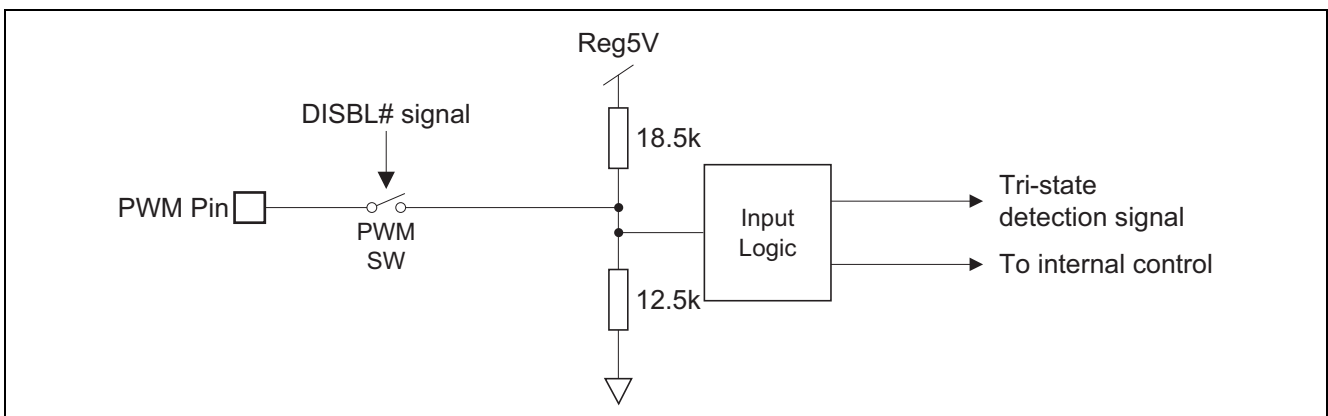 Reg5V
DISBL# signal
18.5k
PWM Pin
PWM
SW
Input
Logic
Tri-state
detection signal
To internal control
12.5k